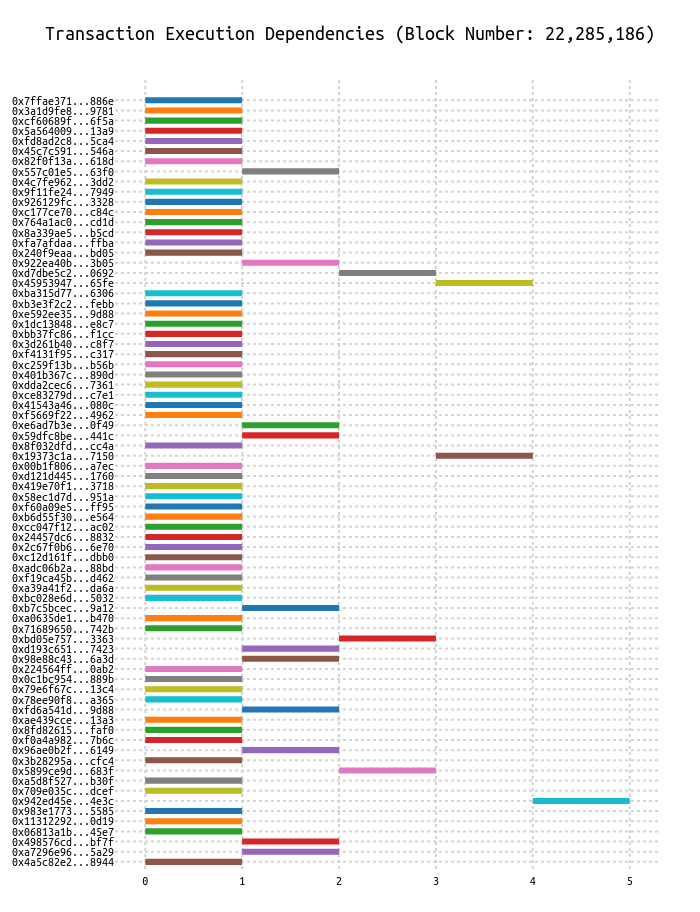 Transaction Execution Dependencies (Block Number: 22,285,186)
0x7ffae371...886e
0x3a1d9fe8...9781
0xcf60689f...6f5a
0x5a564009...13a9
0xfd8ad2c8...5ca4
0x45c7c591...546a
0x82f0f13a...618d
0x557c01e5...63f0
0x4c7fe962...3dd2
0x9f11fe24...7949
0x926129fc...3328
0xc177ce70...c84c
0x764a1ac0...cd1d
0x8a339ae5...b5cd
0xfa7afdaa...ffba
0x240f9eaa...bd05
0x922ea40b...3b05
0xd7dbe5c2...0692
0x45953947...65fe
0xba315d77...6306
0xb3e3f2c2...febb
0xe592ee35...9d88
0x1dc13848...e8c7
0xbb37fc86...f1cc
0x3d261b40...c8f7
0xf4131f95...c317
0xc259f13b...b56b
0x401b367c...890d
0xdda2cec6...7361
0xce83279d...c7e1
0x41543a46...080c
0xf5669f22...4962
0xe6ad7b3e...0f49
0x59dfc8be...441c
0x8f032dfd...cc4a
0x19373c1a...7150
0x00b1f806...a7ec
0xd121d445...1760
0x419e70f1...3718
0x58ec1d7d...951a
0xf60a09e5...ff95
0xb6d55f30...e564
0xcc047f12...ac02
0x24457dc6...8832
0x2c67f0b6...6e70
0xc12d161f...dbb0
0xadc06b2a...88bd
0xf19ca45b...d462
0xa39a41f2...da6a
0xbc028e6d...5032
0xb7c5bcec...9a12
0xa0635de1...b470
0x71689650...742b
0xbd05e757...3363
0xd193c651...7423
0x98e88c43...6a3d
0x224564ff...0ab2
0x0c1bc954...889b
0x79e6f67c...13c4
0x78ee90f8...a365
0xfd6a541d...9d88
0xae439cce...13a3
0x8fd82615...faf0
0xf0a4a982...7b6c
0x96ae0b2f...6149
0x3b28295a...cfc4
0x5899ce9d...683f
0xa5d8f527...b30f
0x709e035c...dcef
0x942ed45e...4e3c
0x983e1773...5585
0x11312292...0d19
0x06813a1b...45e7
0x498576cd...bf7f
0xa7296e96...5a29
0x4a5c82e2...8944
0 1 2 3 4 5